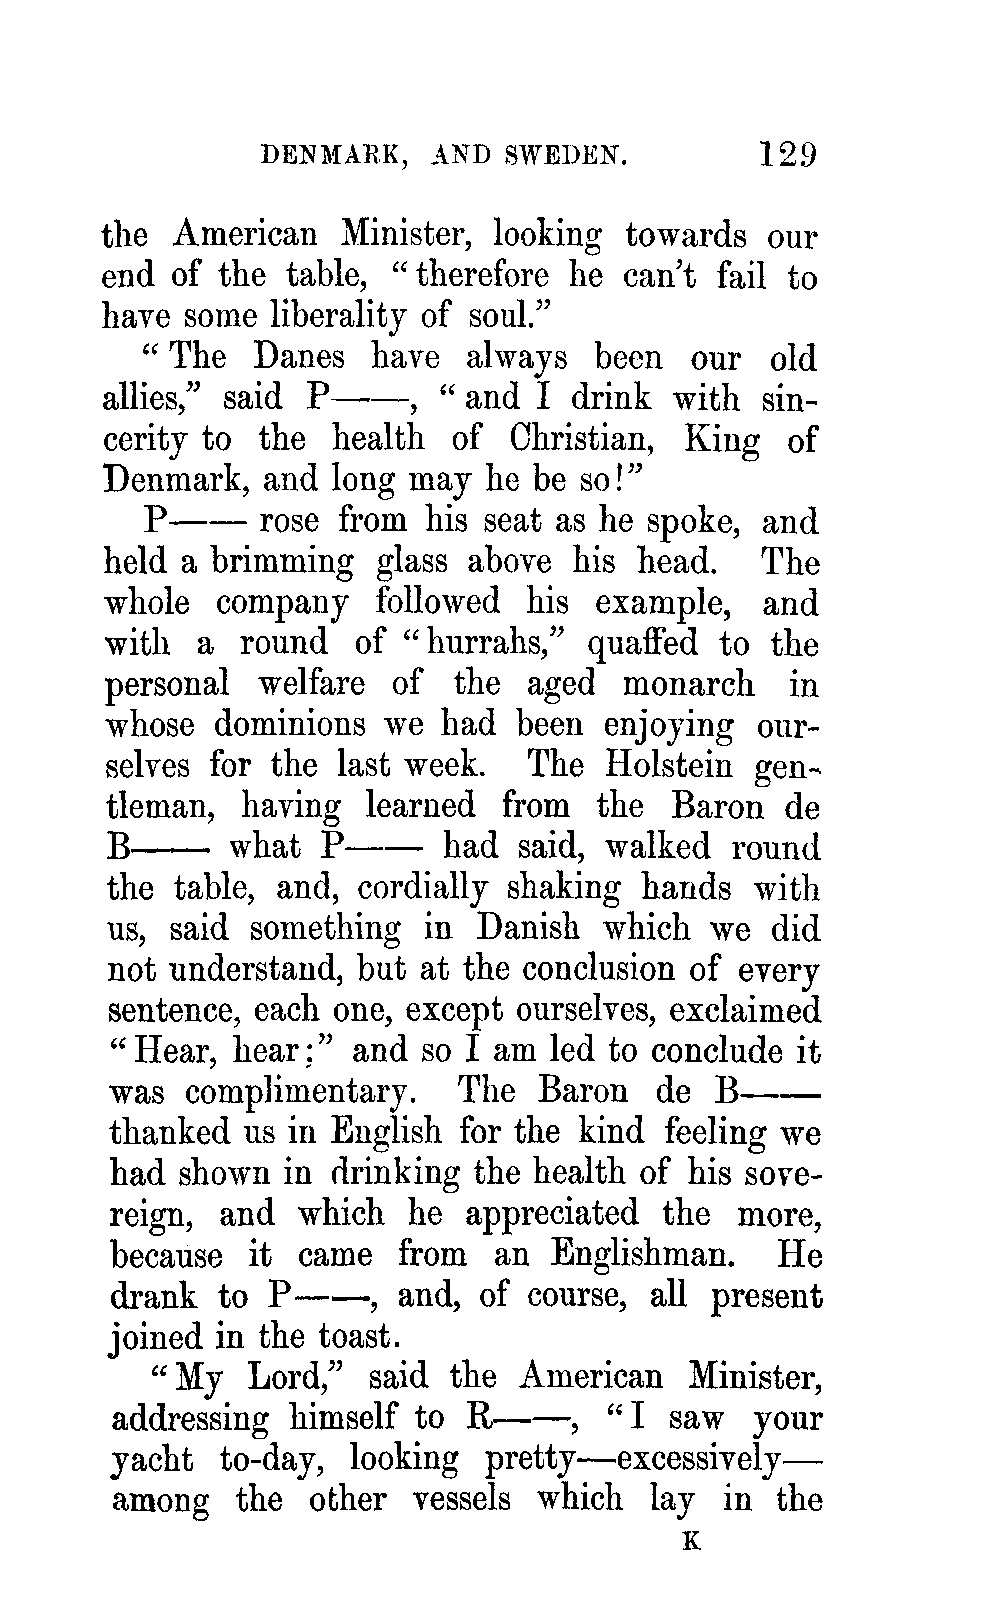 DENMARK, AND SWEDEN. 129
the American Minister, looking towards our
end of the table, “therefore he can’t fail to
have some liberality of soul.”
“The Danes have always been our old
allies,” said P——, “and I drink with sin-
cerity to the health of Christian, King of
Denmark, and long may he be so!”
P—— rose from his seat as he spoke, and
held a brimming glass above his head. The
whole company followed his example, and
with a round of “hurrahs,” quaffed to the
personal welfare of the aged monarch in
whose dominions we had been enjoying our-
selves for the last week. The Holstein gen-
tleman, having learned from the Baron de
B—— what P—— had said, walked round
the table, and, cordially shaking hands with
us, said something in Danish which we did
not understand, but at the conclusion of every
sentence, each one, except ourselves, exclaimed
“Hear, hear;” and so I am led to conclude it
was complimentary. The Baron de B——
thanked us in English for the kind feeling we
had shown in drinking the health of his sove-
reign, and which he appreciated the more,
because it came from an Englishman. He
drank to P——, and, of course, all present
joined in the toast.
“My Lord,” said the American Minister,
addressing himself to R——, “I saw your
yacht to-day, looking pretty—excessively—
among the other vessels which lay in the
K